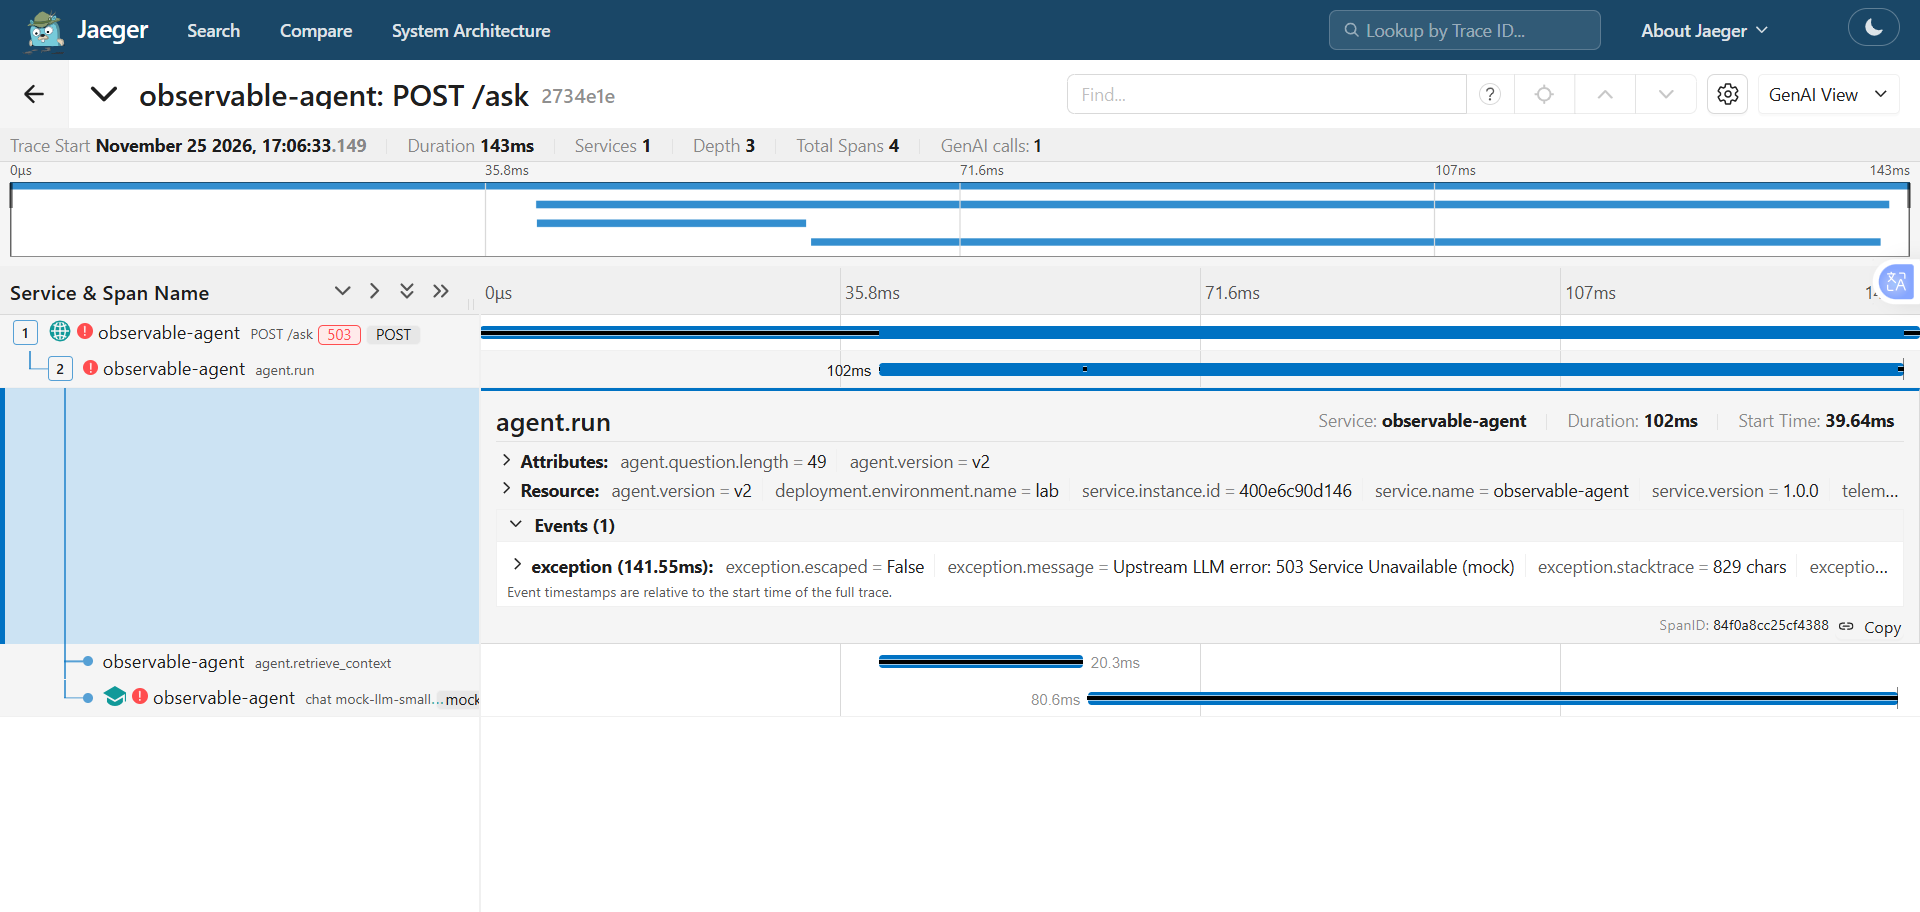 Jaeger Search Compare System Architecture Lookup by Trace ID... About Jaeger
observable-agent: POST /ask 2734e1e Find... ? GenAI View
Trace Start November 25 2026, 17:06:33.149 Duration 143ms Services 1 Depth 3 Total Spans 4 GenAI calls: 1
0μs 35.8ms 71.6ms 107ms 143ms
Service & Span Name 0μs 35.8ms 71.6ms 107ms
1 observable-agent POST /ask 503 POST
2 observable-agent agent.run 102ms
agent.run Service: observable-agent Duration: 102ms Start Time: 39.64ms
Attributes: agent.question.length = 49 agent.version = v2
Resource: agent.version = v2 deployment.environment.name = lab service.instance.id = 400e6c90d146 service.name = observable-agent service.version = 1.0.0 telem...
Events (1)
exception (141.55ms): exception.escaped = False exception.message = Upstream LLM error: 503 Service Unavailable (mock) exception.stacktrace = 829 chars exceptio...
Event timestamps are relative to the start time of the full trace.
SpanID: 84f0a8cc25cf4388 Copy
observable-agent agent.retrieve_context 20.3ms
observable-agent chat mock-llm-small... mock 80.6ms